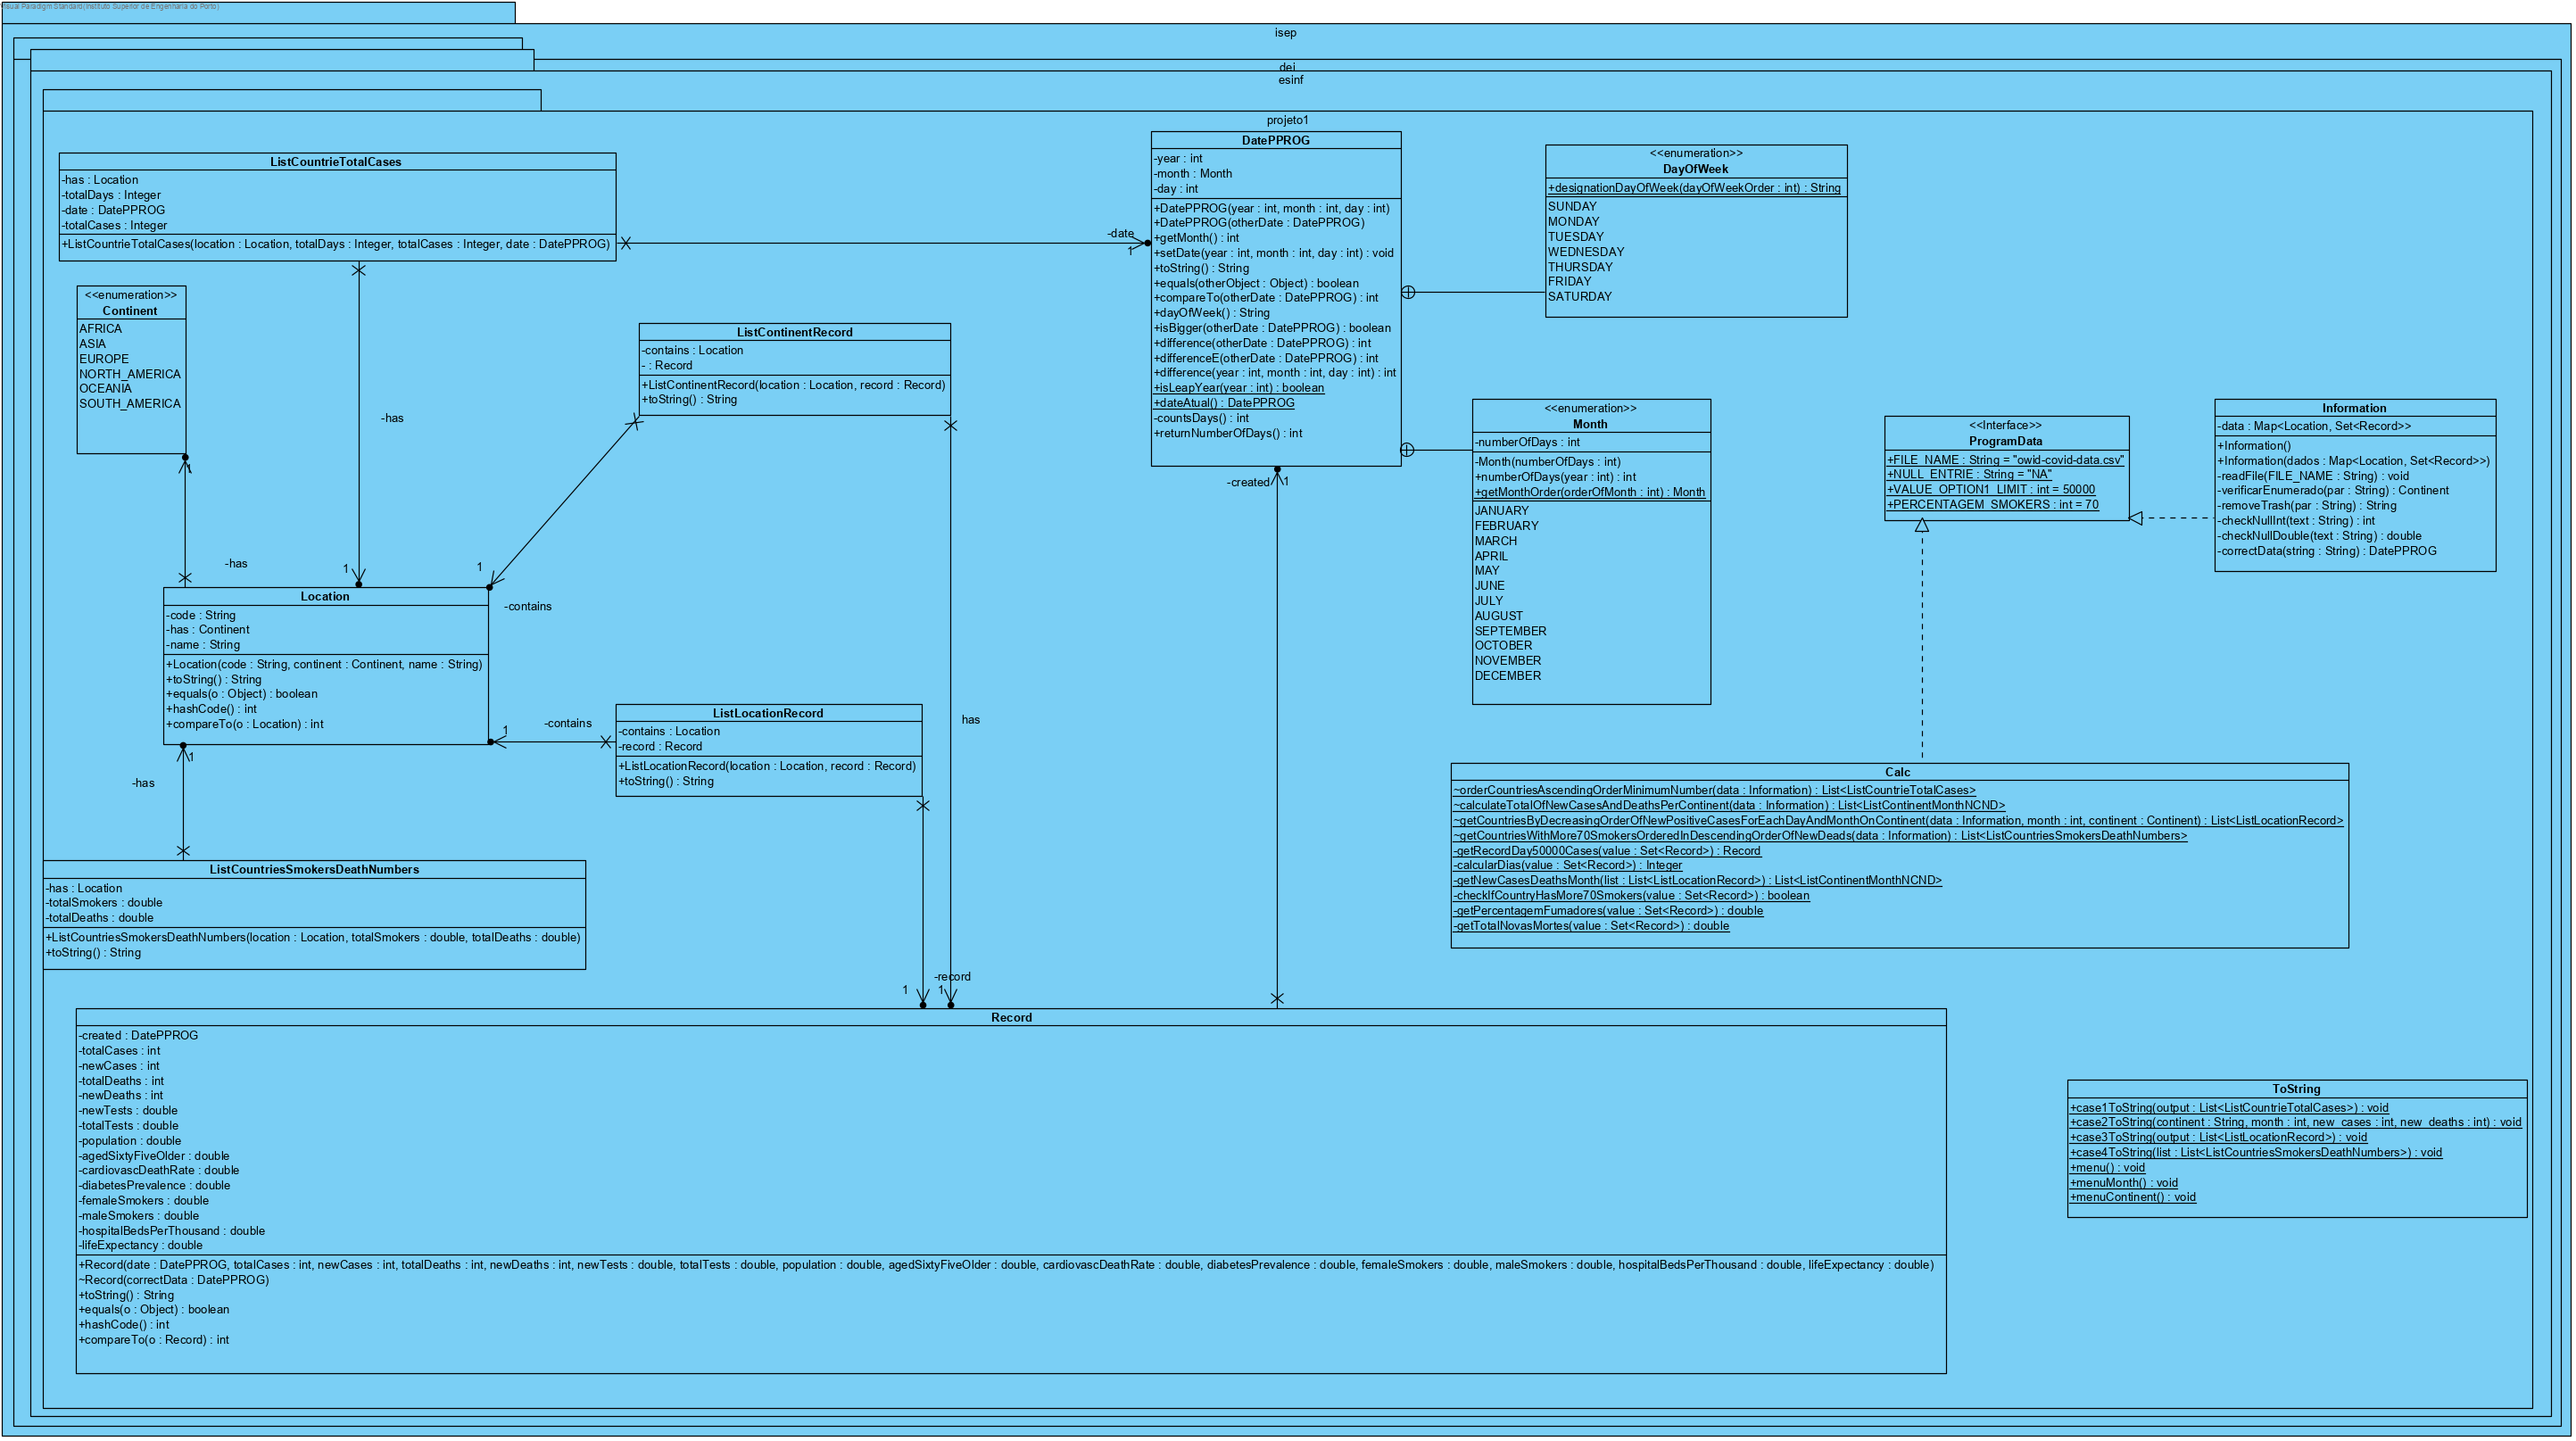 Visual Paradigm Standard(Instituto Superior de Engenharia do Porto)
isep
dei
esinf
projeto1
ListCountrieTotalCases
-has : Location
-totalDays : Integer
-date : DatePPROG
-totalCases : Integer
+ListCountrieTotalCases(location : Location, totalDays : Integer, totalCases : Integer, date : DatePPROG)
-date
1
DatePPROG
-year : int
-month : Month
-day : int
+DatePPROG(year : int, month : int, day : int)
+DatePPROG(otherDate : DatePPROG)
+getMonth() : int
+setDate(year : int, month : int, day : int) : void
+toString() : String
+equals(otherObject : Object) : boolean
+compareTo(otherDate : DatePPROG) : int
+dayOfWeek() : String
+isBigger(otherDate : DatePPROG) : boolean
+difference(otherDate : DatePPROG) : int
+differenceE(otherDate : DatePPROG) : int
+difference(year : int, month : int, day : int) : int
+isLeapYear(year : int) : boolean
+dateAtual() : DatePPROG
-countsDays() : int
+returnNumberOfDays() : int
<<enumeration>>
DayOfWeek
+designationDayOfWeek(dayOfWeekOrder : int) : String
SUNDAY
MONDAY
TUESDAY
WEDNESDAY
THURSDAY
FRIDAY
SATURDAY
<<enumeration>>
Continent
AFRICA
ASIA
EUROPE
NORTH_AMERICA
OCEANIA
SOUTH_AMERICA
1
-has
-has
1
ListContinentRecord
-contains : Location
- : Record
+ListContinentRecord(location : Location, record : Record)
+toString() : String
1
-contains
<<enumeration>>
Month
-numberOfDays : int
-Month(numberOfDays : int)
+numberOfDays(year : int) : int
+getMonthOrder(orderOfMonth : int) : Month
JANUARY
FEBRUARY
MARCH
APRIL
MAY
JUNE
JULY
AUGUST
SEPTEMBER
OCTOBER
NOVEMBER
DECEMBER
<<Interface>>
ProgramData
+FILE_NAME : String = "owid-covid-data.csv"
+NULL_ENTRIE : String = "NA"
+VALUE_OPTION1_LIMIT : int = 50000
+PERCENTAGEM_SMOKERS : int = 70
Information
-data : Map<Location, Set<Record>>
+Information()
+Information(dados : Map<Location, Set<Record>>)
-readFile(FILE_NAME : String) : void
-verificarEnumerado(par : String) : Continent
-removeTrash(par : String) : String
-checkNullInt(text : String) : int
-checkNullDouble(text : String) : double
-correctData(string : String) : DatePPROG
-created
1
Location
-code : String
-has : Continent
-name : String
+Location(code : String, continent : Continent, name : String)
+toString() : String
+equals(o : Object) : boolean
+hashCode() : int
+compareTo(o : Location) : int
1
-contains
ListLocationRecord
-contains : Location
-record : Record
+ListLocationRecord(location : Location, record : Record)
+toString() : String
has
1
-has
ListCountriesSmokersDeathNumbers
-has : Location
-totalSmokers : double
-totalDeaths : double
+ListCountriesSmokersDeathNumbers(location : Location, totalSmokers : double, totalDeaths : double)
+toString() : String
Calc
~orderCountriesAscendingOrderMinimumNumber(data : Information) : List<ListCountrieTotalCases>
~calculateTotalOfNewCasesAndDeathsPerContinent(data : Information) : List<ListContinentMonthNCND>
~getCountriesByDecreasingOrderOfNewPositiveCasesForEachDayAndMonthOnContinent(data : Information, month : int, continent : Continent) : List<ListLocationRecord>
~getCountriesWithMore70SmokersOrderedInDescendingOrderOfNewDeads(data : Information) : List<ListCountriesSmokersDeathNumbers>
-getRecordDay50000Cases(value : Set<Record>) : Record
-calcularDias(value : Set<Record>) : Integer
-getNewCasesDeathsMonth(list : List<ListLocationRecord>) : List<ListContinentMonthNCND>
-checkIfCountryHasMore70Smokers(value : Set<Record>) : boolean
-getPercentagemFumadores(value : Set<Record>) : double
-getTotalNovasMortes(value : Set<Record>) : double
-record
1
1
Record
-created : DatePPROG
-totalCases : int
-newCases : int
-totalDeaths : int
-newDeaths : int
-newTests : double
-totalTests : double
-population : double
-agedSixtyFiveOlder : double
-cardiovascDeathRate : double
-diabetesPrevalence : double
-femaleSmokers : double
-maleSmokers : double
-hospitalBedsPerThousand : double
-lifeExpectancy : double
+Record(date : DatePPROG, totalCases : int, newCases : int, totalDeaths : int, newDeaths : int, newTests : double, totalTests : double, population : double, agedSixtyFiveOlder : double, cardiovascDeathRate : double, diabetesPrevalence : double, femaleSmokers : double, maleSmokers : double, hospitalBedsPerThousand : double, lifeExpectancy : double)
~Record(correctData : DatePPROG)
+toString() : String
+equals(o : Object) : boolean
+hashCode() : int
+compareTo(o : Record) : int
ToString
+case1ToString(output : List<ListCountrieTotalCases>) : void
+case2ToString(continent : String, month : int, new_cases : int, new_deaths : int) : void
+case3ToString(output : List<ListLocationRecord>) : void
+case4ToString(list : List<ListCountriesSmokersDeathNumbers>) : void
+menu() : void
+menuMonth() : void
+menuContinent() : void